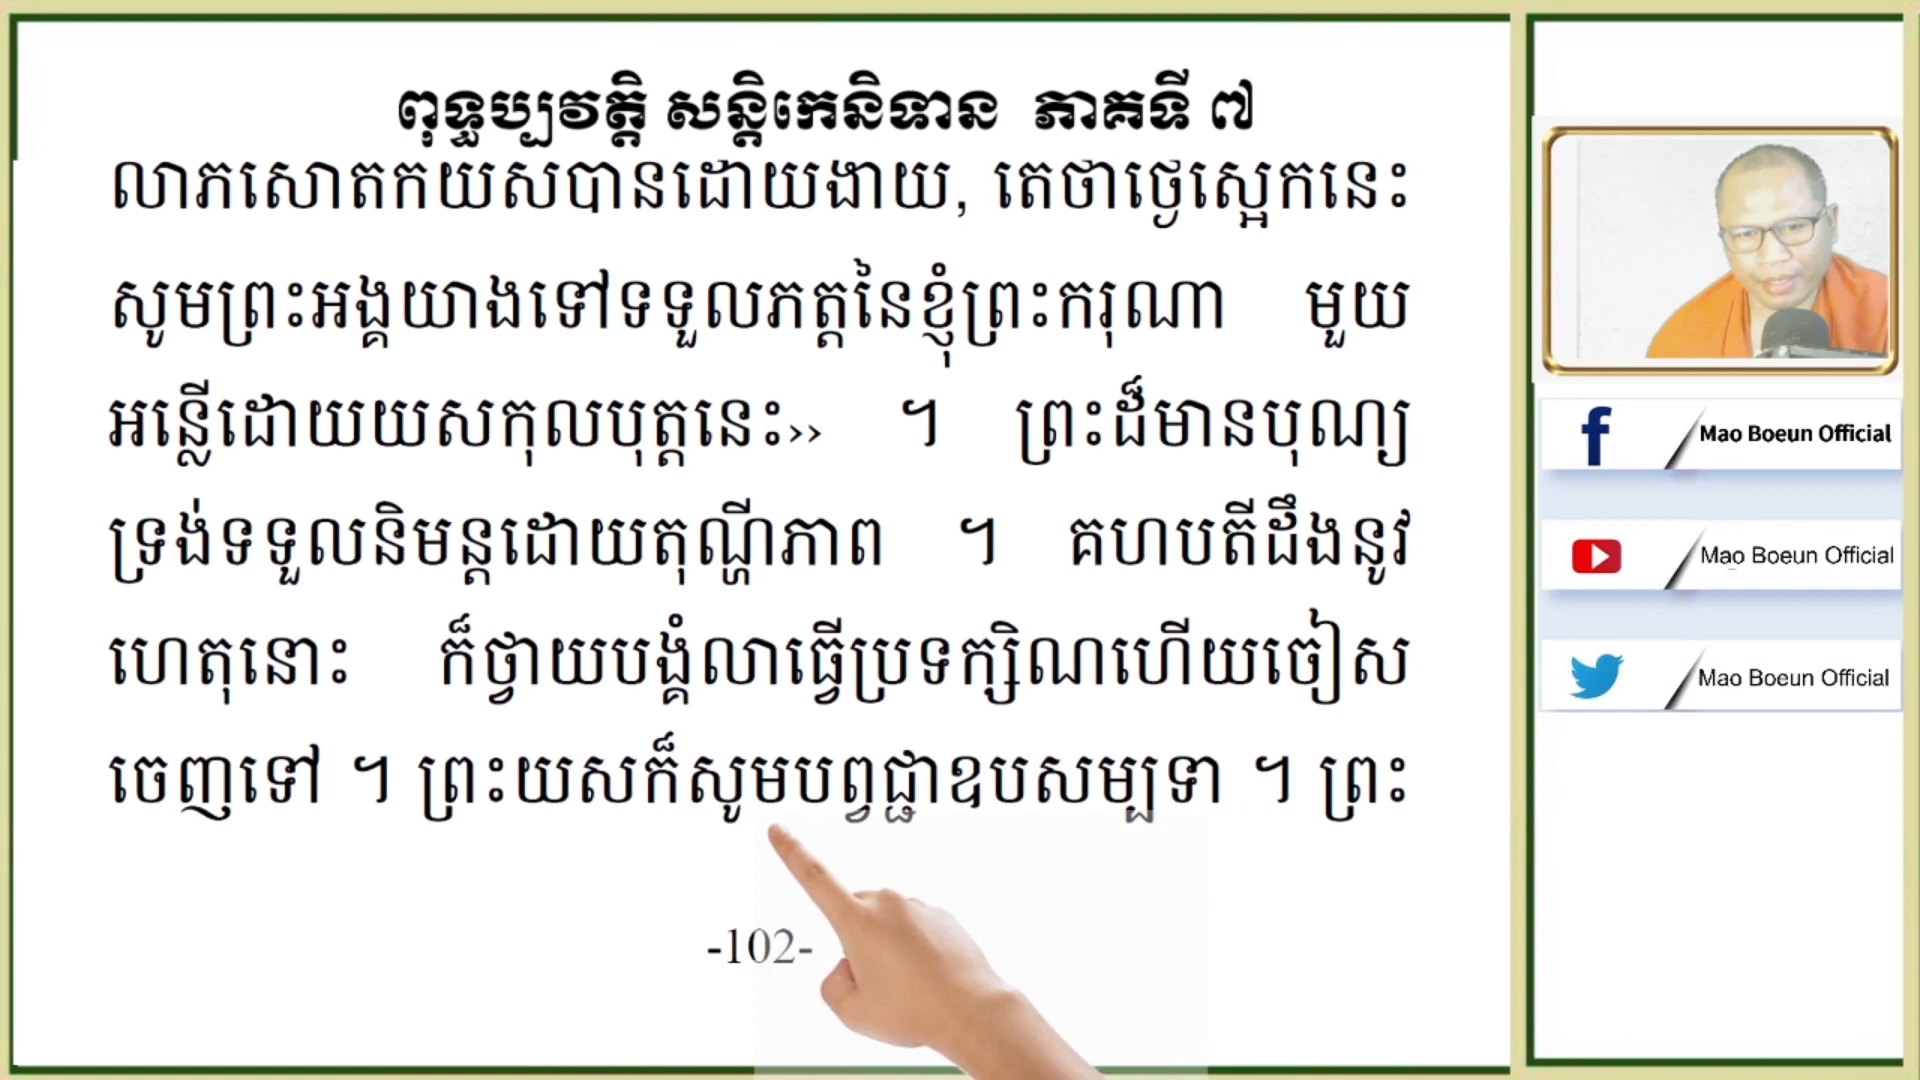 ពុទ្ធប្បវត្តិ សន្តិកេនិទាន ភាគទី ៧
លាភសោតកយសបានដោយងាយ, តេថាថ្ងៃស្អែកនេះ
សូមព្រះអង្គយាងទៅទទួលភត្តនៃខ្ញុំព្រះករុណា មួយ
អន្លើដោយយសកុលបុត្តនេះ›› ។ ព្រះដ៏មានបុណ្យ
ទ្រង់ទទួលនិមន្តដោយតុណ្ហីភាព ។ គហបតីដឹងនូវ
ហេតុនោះ ក៏ថ្វាយបង្គំលាធ្វើប្រទក្សិណហើយចៀស
ចេញទៅ ។ ព្រះយសក៏សូមបព្វជ្ជាឧបសម្បទា ។ ព្រះ
-102-
Mao Boeun Official
Mao Boeun Official
Mao Boeun Official